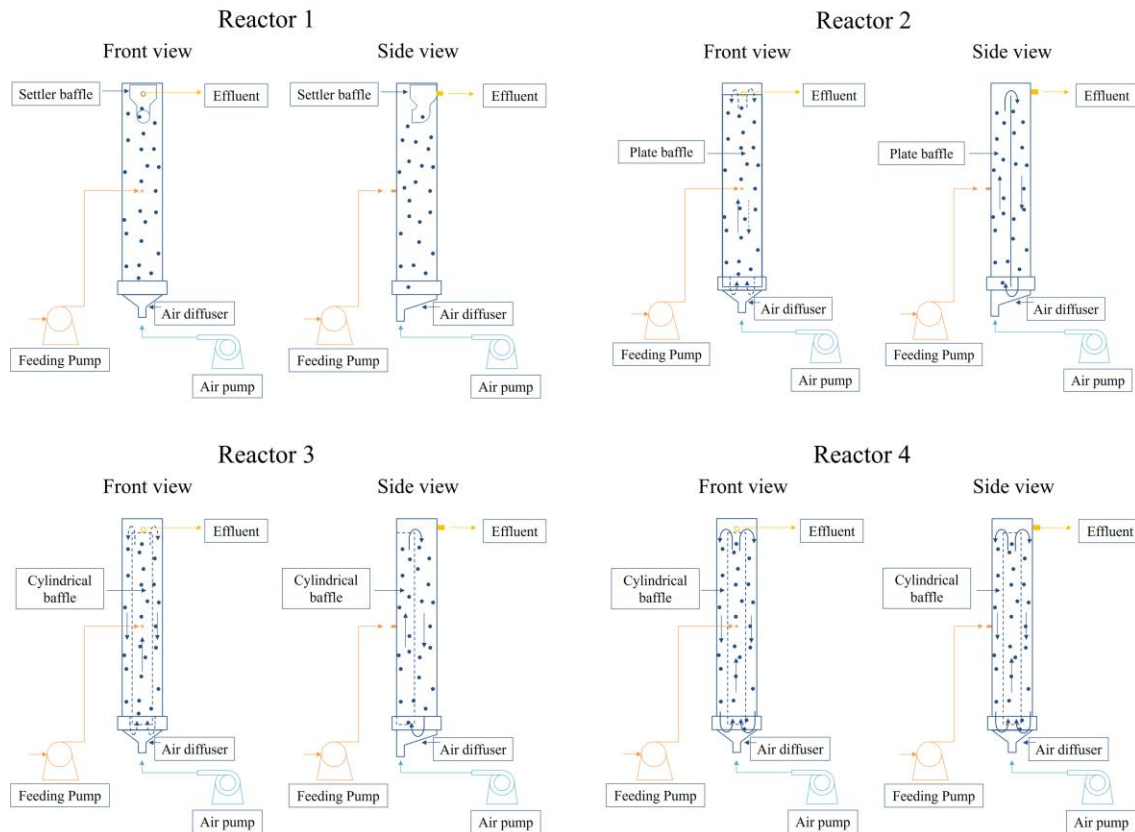 Reactor 1
Front view
Side view
Settler baffle
Effluent
Settler baffle
Effluent
Air diffuser
Air diffuser
Feeding Pump
Feeding Pump
Air pump
Air pump
Reactor 2
Front view
Side view
Effluent
Effluent
Plate baffle
Plate baffle
Air diffuser
Air diffuser
Feeding Pump
Feeding Pump
Air pump
Air pump
Reactor 3
Front view
Side view
Effluent
Effluent
Cylindrical
baffle
Cylindrical
baffle
Air diffuser
Air diffuser
Feeding Pump
Feeding Pump
Air pump
Air pump
Reactor 4
Front view
Side view
Effluent
Effluent
Cylindrical
baffle
Cylindrical
baffle
Air diffuser
Air diffuser
Feeding Pump
Feeding Pump
Air pump
Air pump